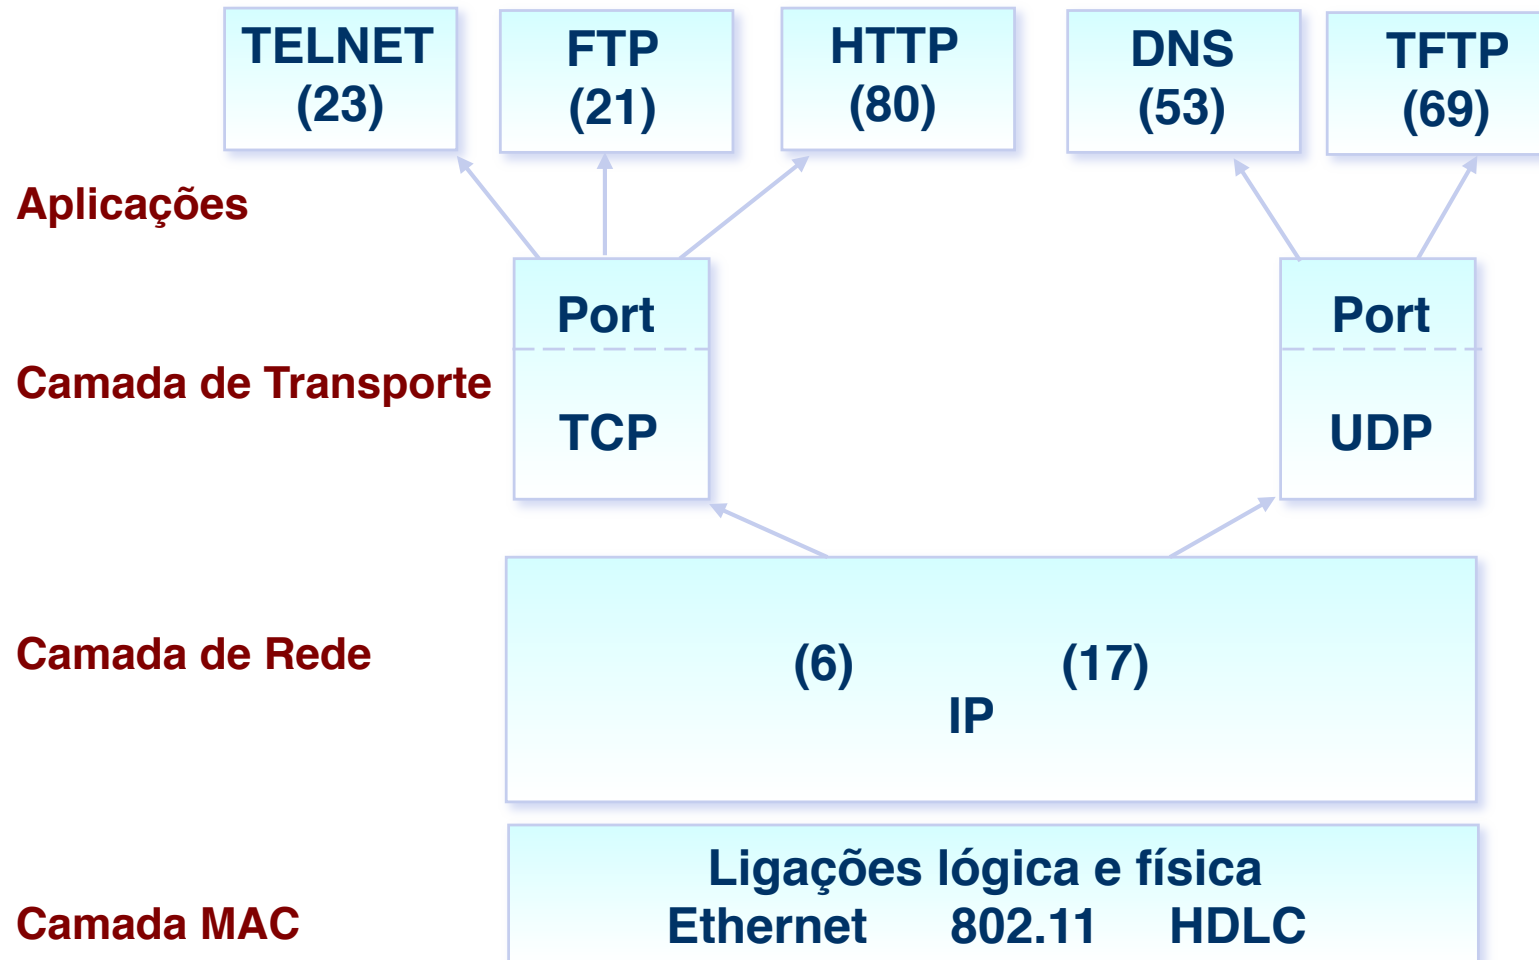 TELNET
(23)
FTP
(21)
HTTP
(80)
DNS
(53)
TFTP
(69)
Aplicações
Port
Port
Camada de Transporte
TCP
UDP
Camada de Rede
(6) (17)
IP
Ligações lógica e física
Camada MAC
Ethernet 802.11 HDLC